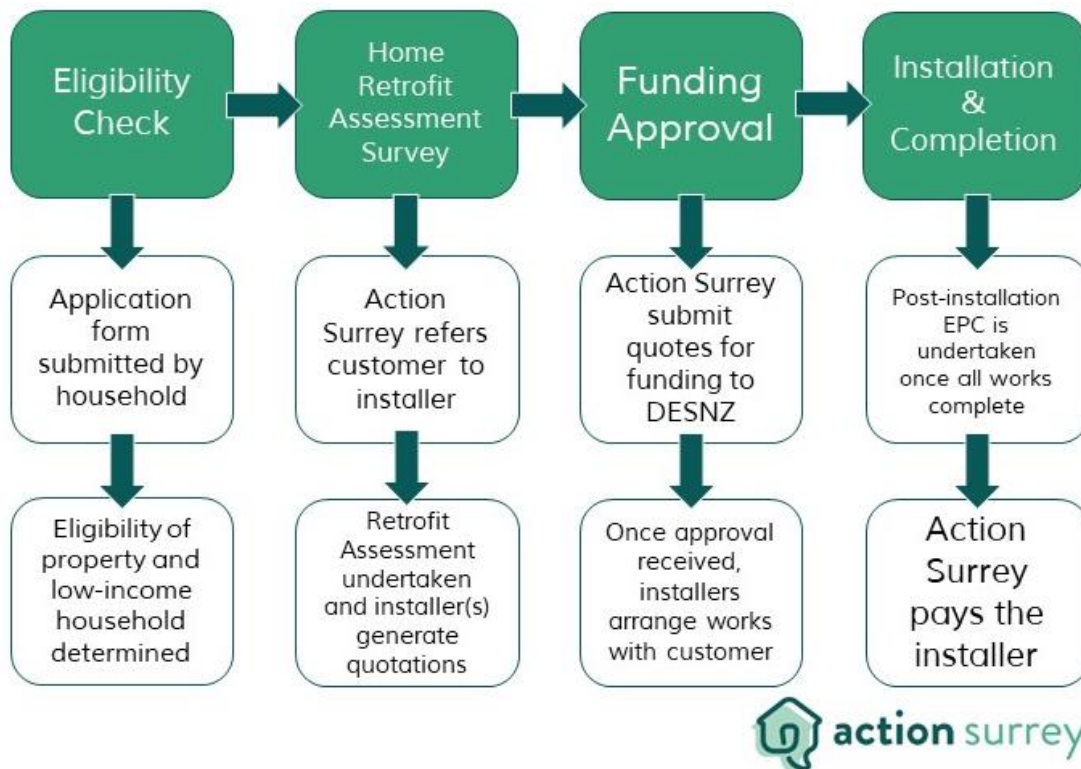 Eligibility
Check
Home
Retrofit
Assessment
Survey
Funding
Approval
Installation
&
Completion
Application
form
submitted by
household
Action
Surrey refers
customer to
installer
Action Surrey
submit
quotes for
funding to
DESNZ
Post-installation
EPC is
undertaken
once all works
complete
Eligibility of
property and
low-income
household
determined
Retrofit
Assessment
undertaken
and installer(s)
generate
quotations
Once approval
received,
installers
arrange works
with customer
Action
Surrey
pays the
installer
action surrey